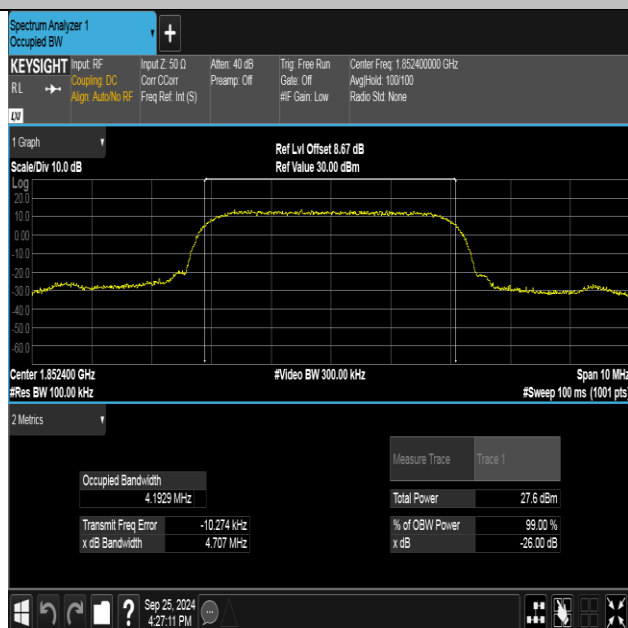 Spectrum Analyzer 1
Occupied BW
+
KEYSIGHT
RL
LXI
Input: RF
Coupling: DC
Align: Auto/No RF
Input Z: 50 Ω
Corr CCorr
Freq Ref: Int (S)
Atten: 40 dB
Preamp: Off
Trig: Free Run
Gate: Off
#IF Gain: Low
Center Freq: 1.852400000 GHz
Avg|Hold: 100/100
Radio Std: None
1 Graph
Scale/Div 10.0 dB
Ref Lvl Offset 8.67 dB
Ref Value 30.00 dBm
Log
20.0
10.0
0.00
-10.0
-20.0
-30.0
-40.0
-50.0
-60.0
Center 1.852400 GHz
#Video BW 300.00 kHz
Span 10 MHz
#Res BW 100.00 kHz
#Sweep 100 ms (1001 pts)
2 Metrics
Measure Trace Trace 1
Occupied Bandwidth
4.1929 MHz
Total Power 27.6 dBm
Transmit Freq Error -10.274 kHz
% of OBW Power 99.00 %
x dB Bandwidth 4.707 MHz
x dB -26.00 dB
?
Sep 25, 2024
4:27:11 PM